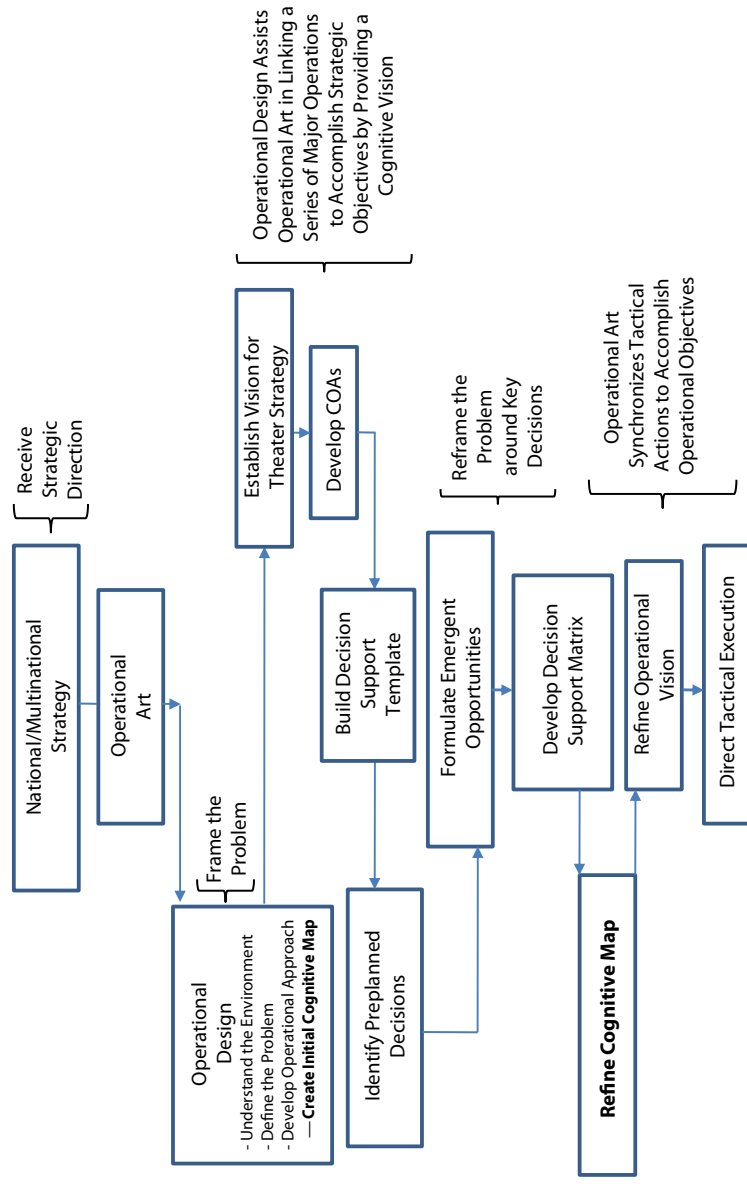 National/Multinational
Strategy
Receive
Strategic
Direction
Operational
Art
Operational
Design
- Understand the Environment
- Define the Problem
- Develop Operational Approach
— Create Initial Cognitive Map
Frame the
Problem
Establish Vision for
Theater Strategy
Develop COAs
Operational Design Assists
Operational Art in Linking a
Series of Major Operations
to Accomplish Strategic
Objectives by Providing a
Cognitive Vision
Build Decision
Support
Template
Identify Preplanned
Decisions
Formulate Emergent
Opportunities
Reframe the
Problem
around Key
Decisions
Develop Decision
Support Matrix
Refine Cognitive Map
Refine Operational
Vision
Direct Tactical Execution
Operational Art
Synchronizes Tactical
Actions to Accomplish
Operational Objectives